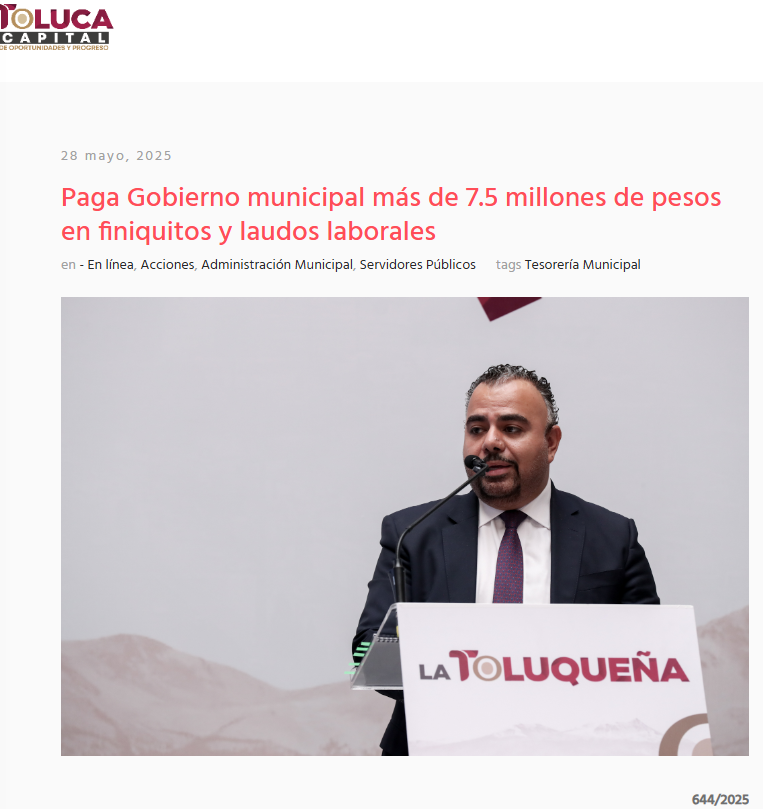 TOLUCA
CAPITAL
DE OPORTUNIDADES Y PROGRESO
28 mayo, 2025
Paga Gobierno municipal más de 7.5 millones de pesos
en finiquitos y laudos laborales
en - En línea, Acciones, Administración Municipal, Servidores Públicos tags Tesorería Municipal
LA TOLUQUEÑA
644/2025